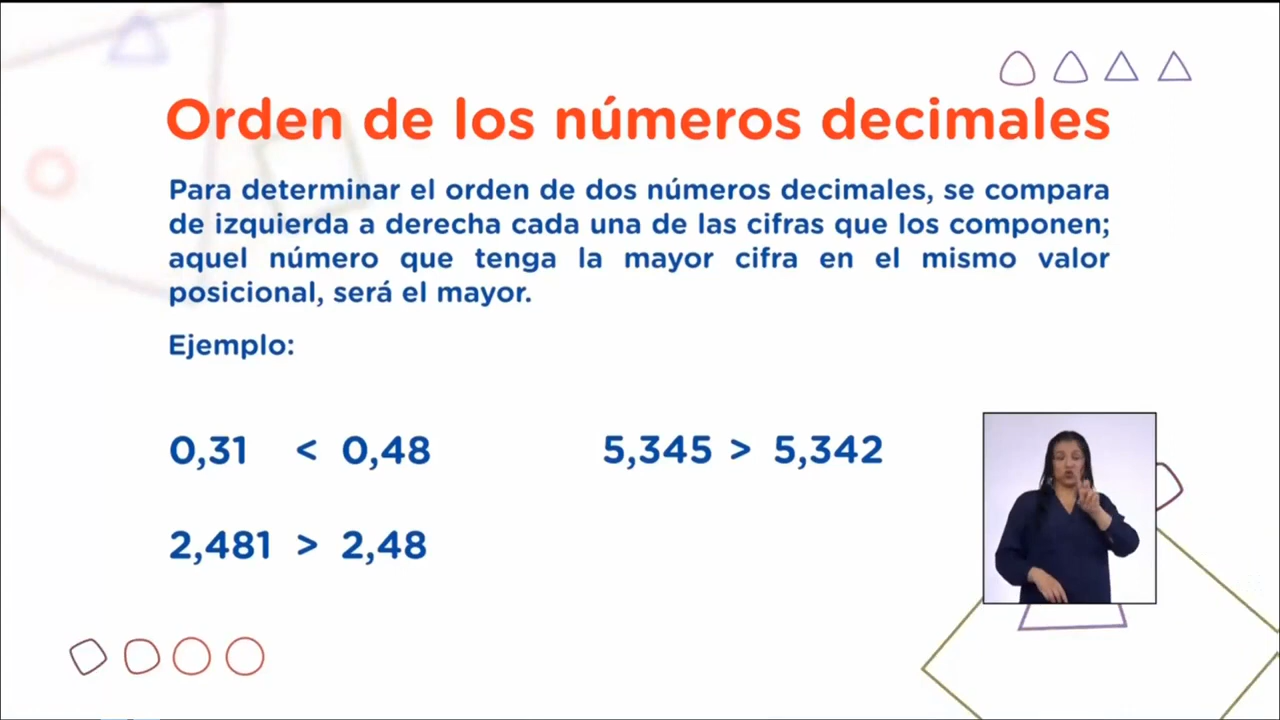 Orden de los números decimales
Para determinar el orden de dos números decimales, se compara
de izquierda a derecha cada una de las cifras que los componen;
aquel número que tenga la mayor cifra en el mismo valor
posicional, será el mayor.
Ejemplo:
0,31 < 0,48
5,345 > 5,342
2,481 > 2,48